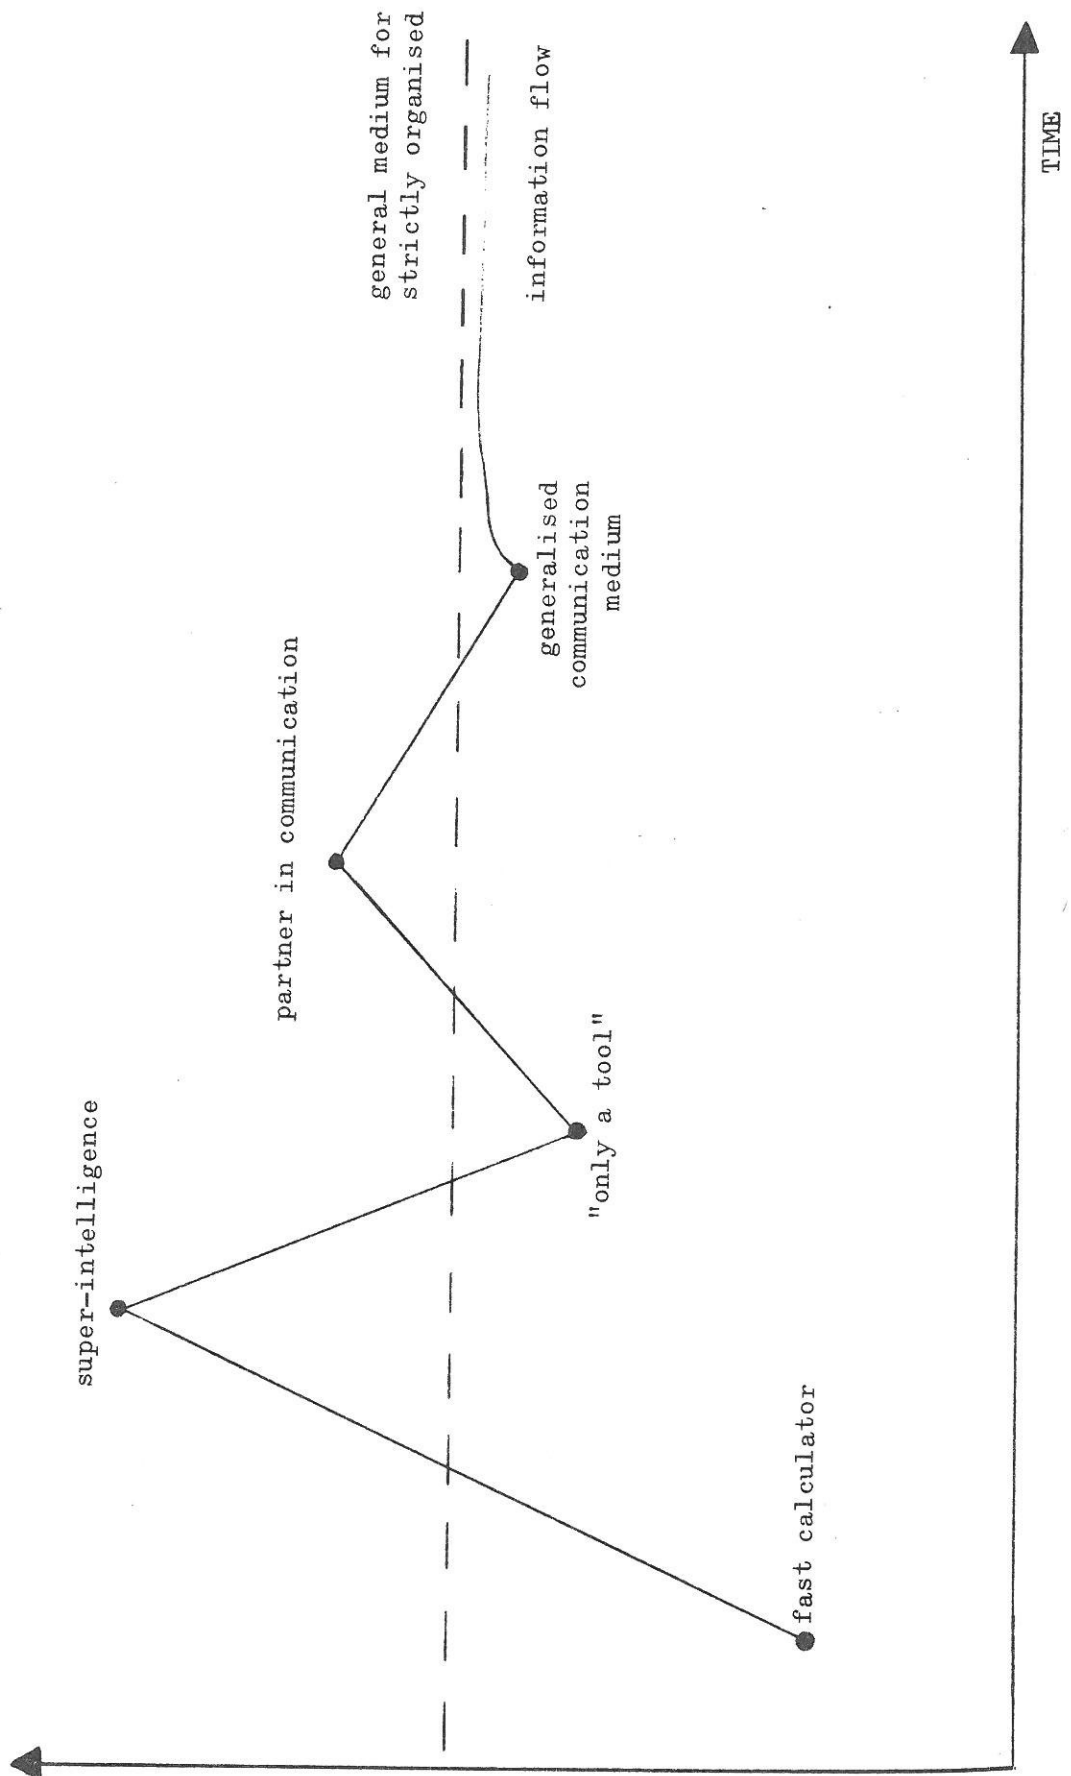 super-intelligence
partner in communication
general medium for
strictly organised
information flow
generalised
communication
medium
"only a tool"
fast calculator
TIME